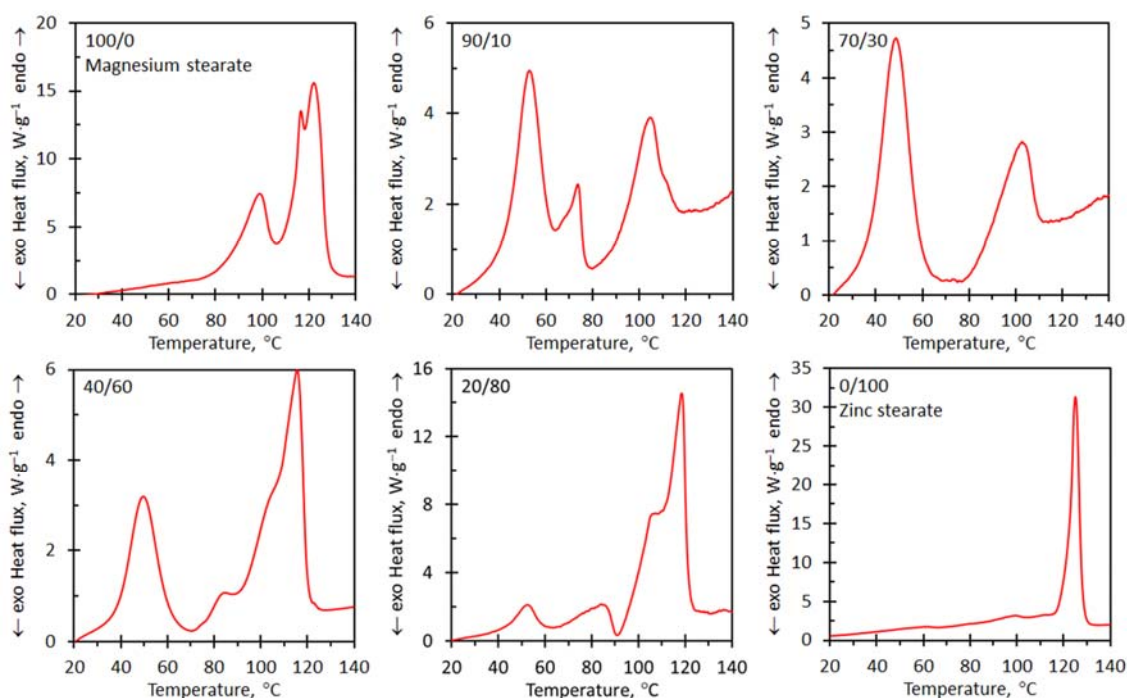 100/0
Magnesium stearate
← exo Heat flux, W·g⁻¹ endo →
20
15
10
5
0
20 40 60 80 100 120 140
Temperature, °C
90/10
← exo Heat flux, W·g⁻¹ endo →
6
4
2
0
20 40 60 80 100 120 140
Temperature, °C
70/30
← exo Heat flux, W·g⁻¹ endo →
5
4
3
2
1
0
20 40 60 80 100 120 140
Temperature, °C
40/60
← exo Heat flux, W·g⁻¹ endo →
6
4
2
0
20 40 60 80 100 120 140
Temperature, °C
20/80
← exo Heat flux, W·g⁻¹ endo →
16
12
8
4
0
20 40 60 80 100 120 140
Temperature, °C
0/100
Zinc stearate
← exo Heat flux, W·g⁻¹ endo →
35
30
25
20
15
10
5
0
20 40 60 80 100 120 140
Temperature, °C